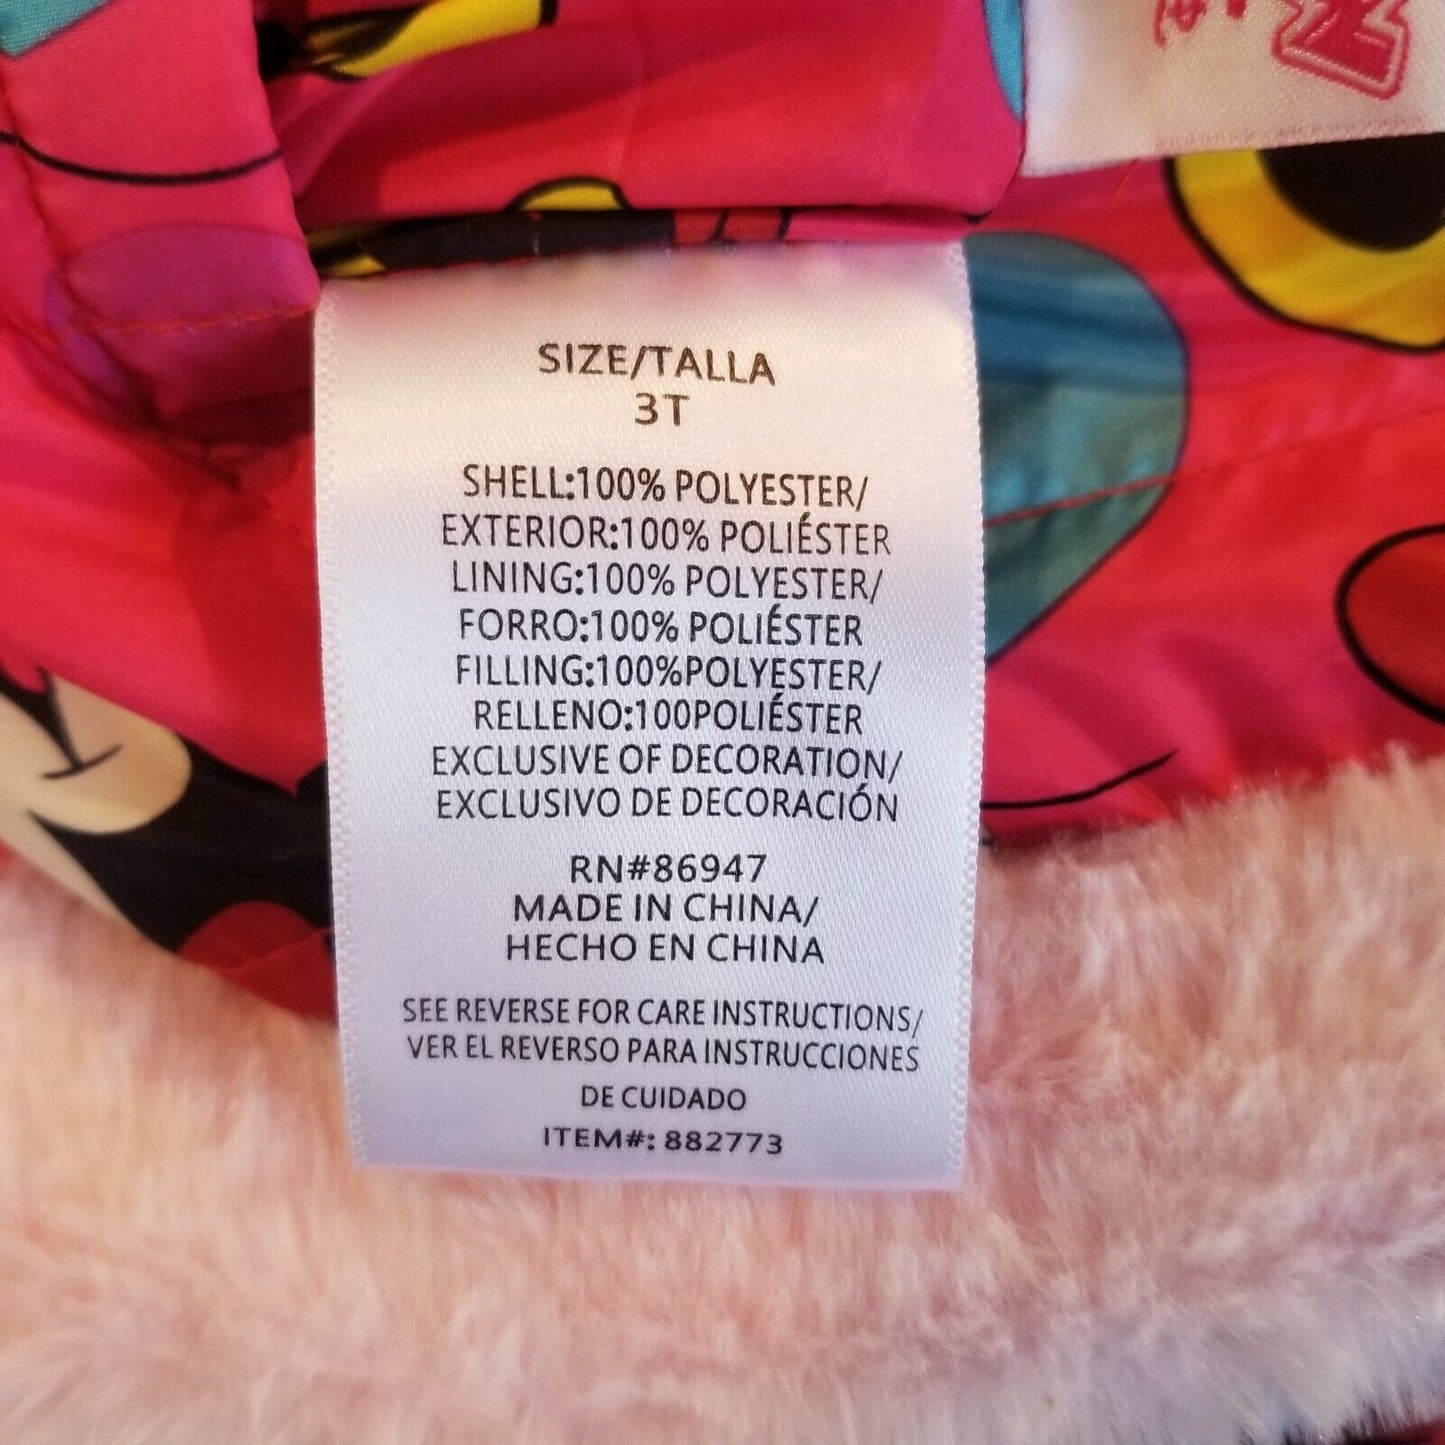 SIZE/TALLA
3T
SHELL:100% POLYESTER/
EXTERIOR:100% POLIÉSTER
LINING:100% POLYESTER/
FORRO:100% POLIÉSTER
FILLING:100%POLYESTER/
RELLENO:100POLIÉSTER
EXCLUSIVE OF DECORATION/
EXCLUSIVO DE DECORACIÓN
RN#86947
MADE IN CHINA/
HECHO EN CHINA
SEE REVERSE FOR CARE INSTRUCTIONS/
VER EL REVERSO PARA INSTRUCCIONES
DE CUIDADO
ITEM#: 882773